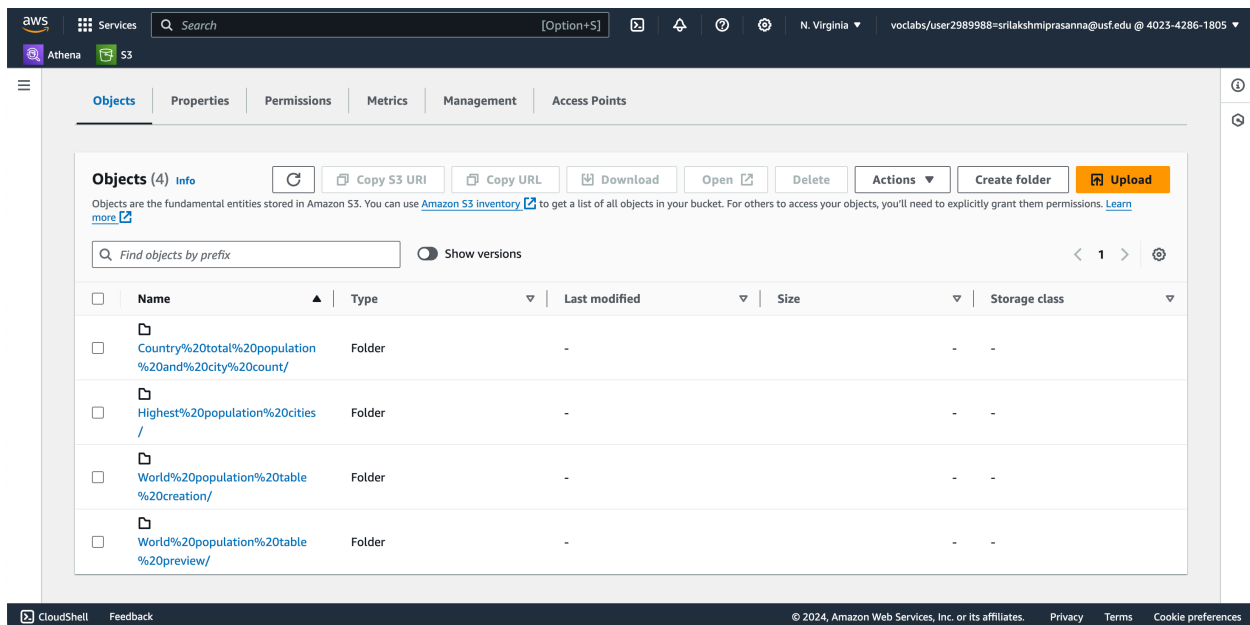 aws Services Search [Option+S] N. Virginia ▼ voclabs/user2989988=srilakshmiprasanna@usf.edu @ 4023-4286-1805 ▼
Athena S3
Objects Properties Permissions Metrics Management Access Points
Objects (4) Info Copy S3 URI Copy URL Download Open Delete Actions ▼ Create folder Upload
Objects are the fundamental entities stored in Amazon S3. You can use Amazon S3 inventory to get a list of all objects in your bucket. For others to access your objects, you'll need to explicitly grant them permissions. Learn
more
Find objects by prefix Show versions 1
Name Type Last modified Size Storage class
Country%20total%20population
%20and%20city%20count/
Folder - - -
Highest%20population%20cities
/
Folder - - -
World%20population%20table
%20creation/
Folder - - -
World%20population%20table
%20preview/
Folder - - -
CloudShell Feedback © 2024, Amazon Web Services, Inc. or its affiliates. Privacy Terms Cookie preferences